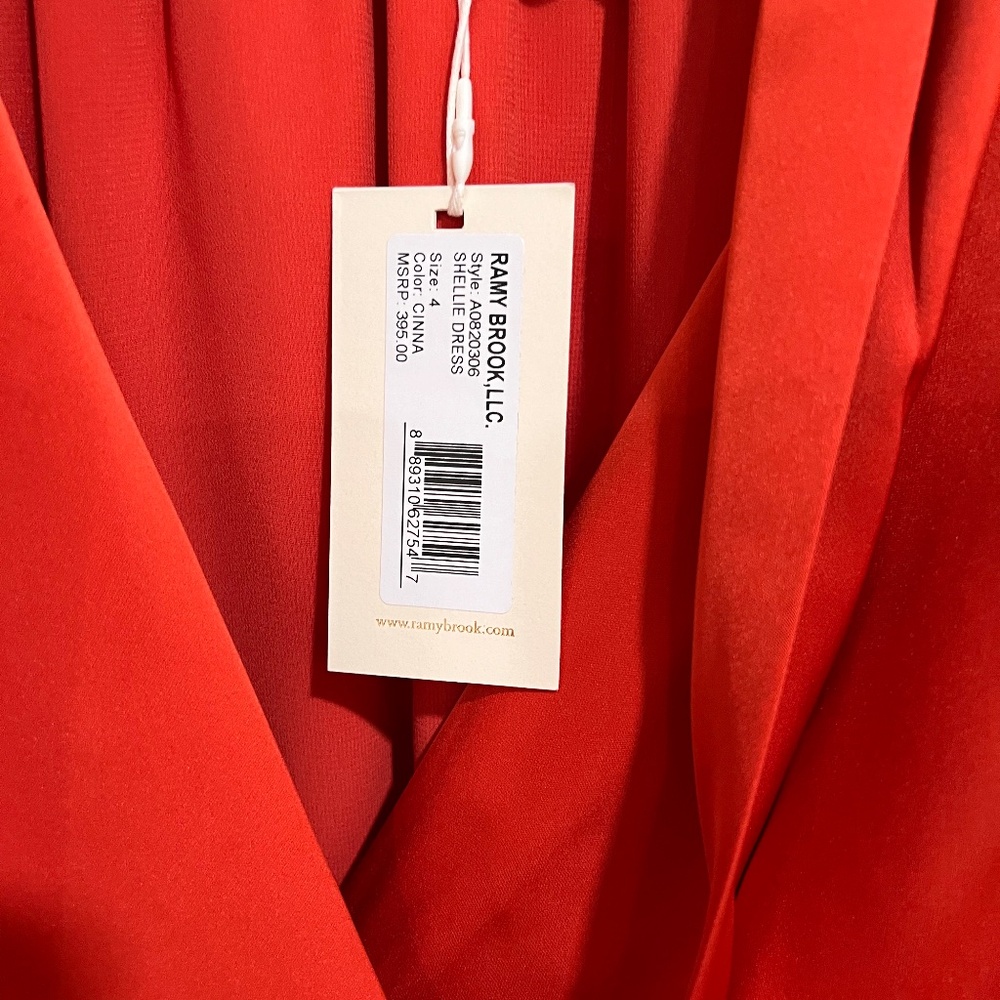 RAMY BROOK,LLC.
Style: A0820306
SHELLIE DRESS
Size: 4
Color: CINNA
MSRP: 395.00
8 89310 62754 7
www.ramybrook.com